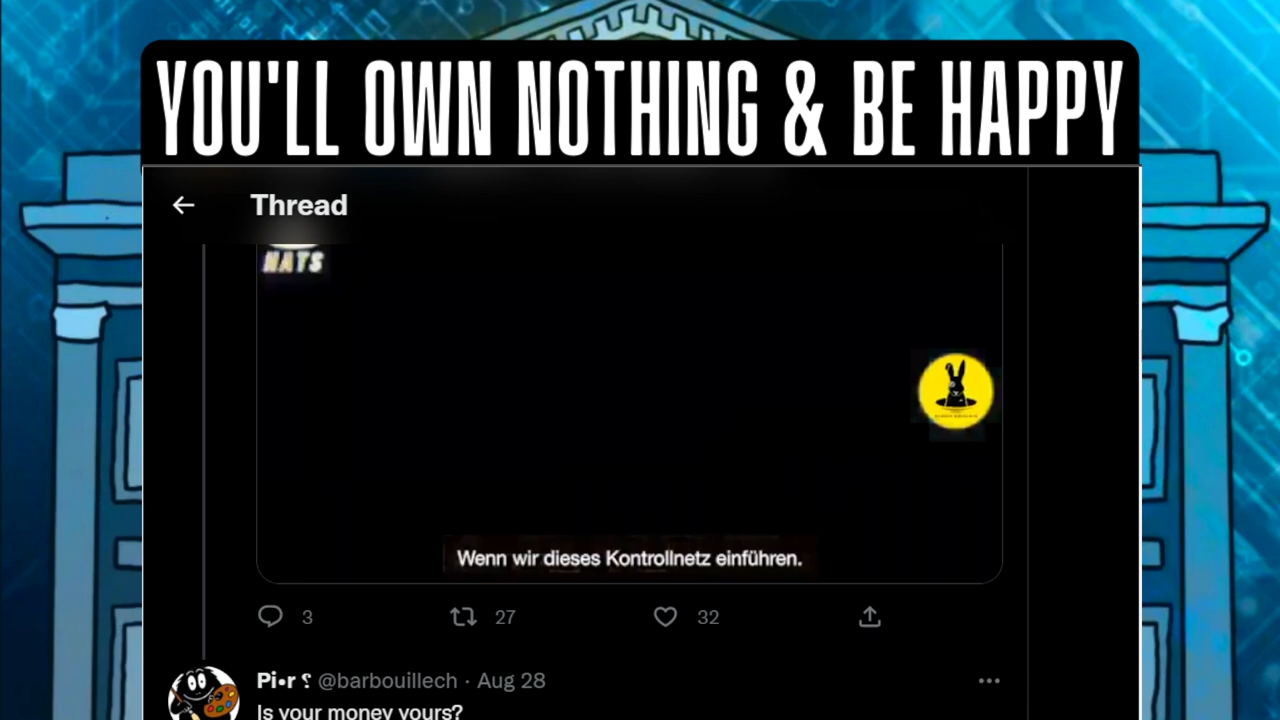 YOU'LL OWN NOTHING & BE HAPPY
Thread
NATS
Wenn wir dieses Kontrollnetz einführen.
3 27 32
Pi•r ؟ @barbouillech · Aug 28
Is your money yours?